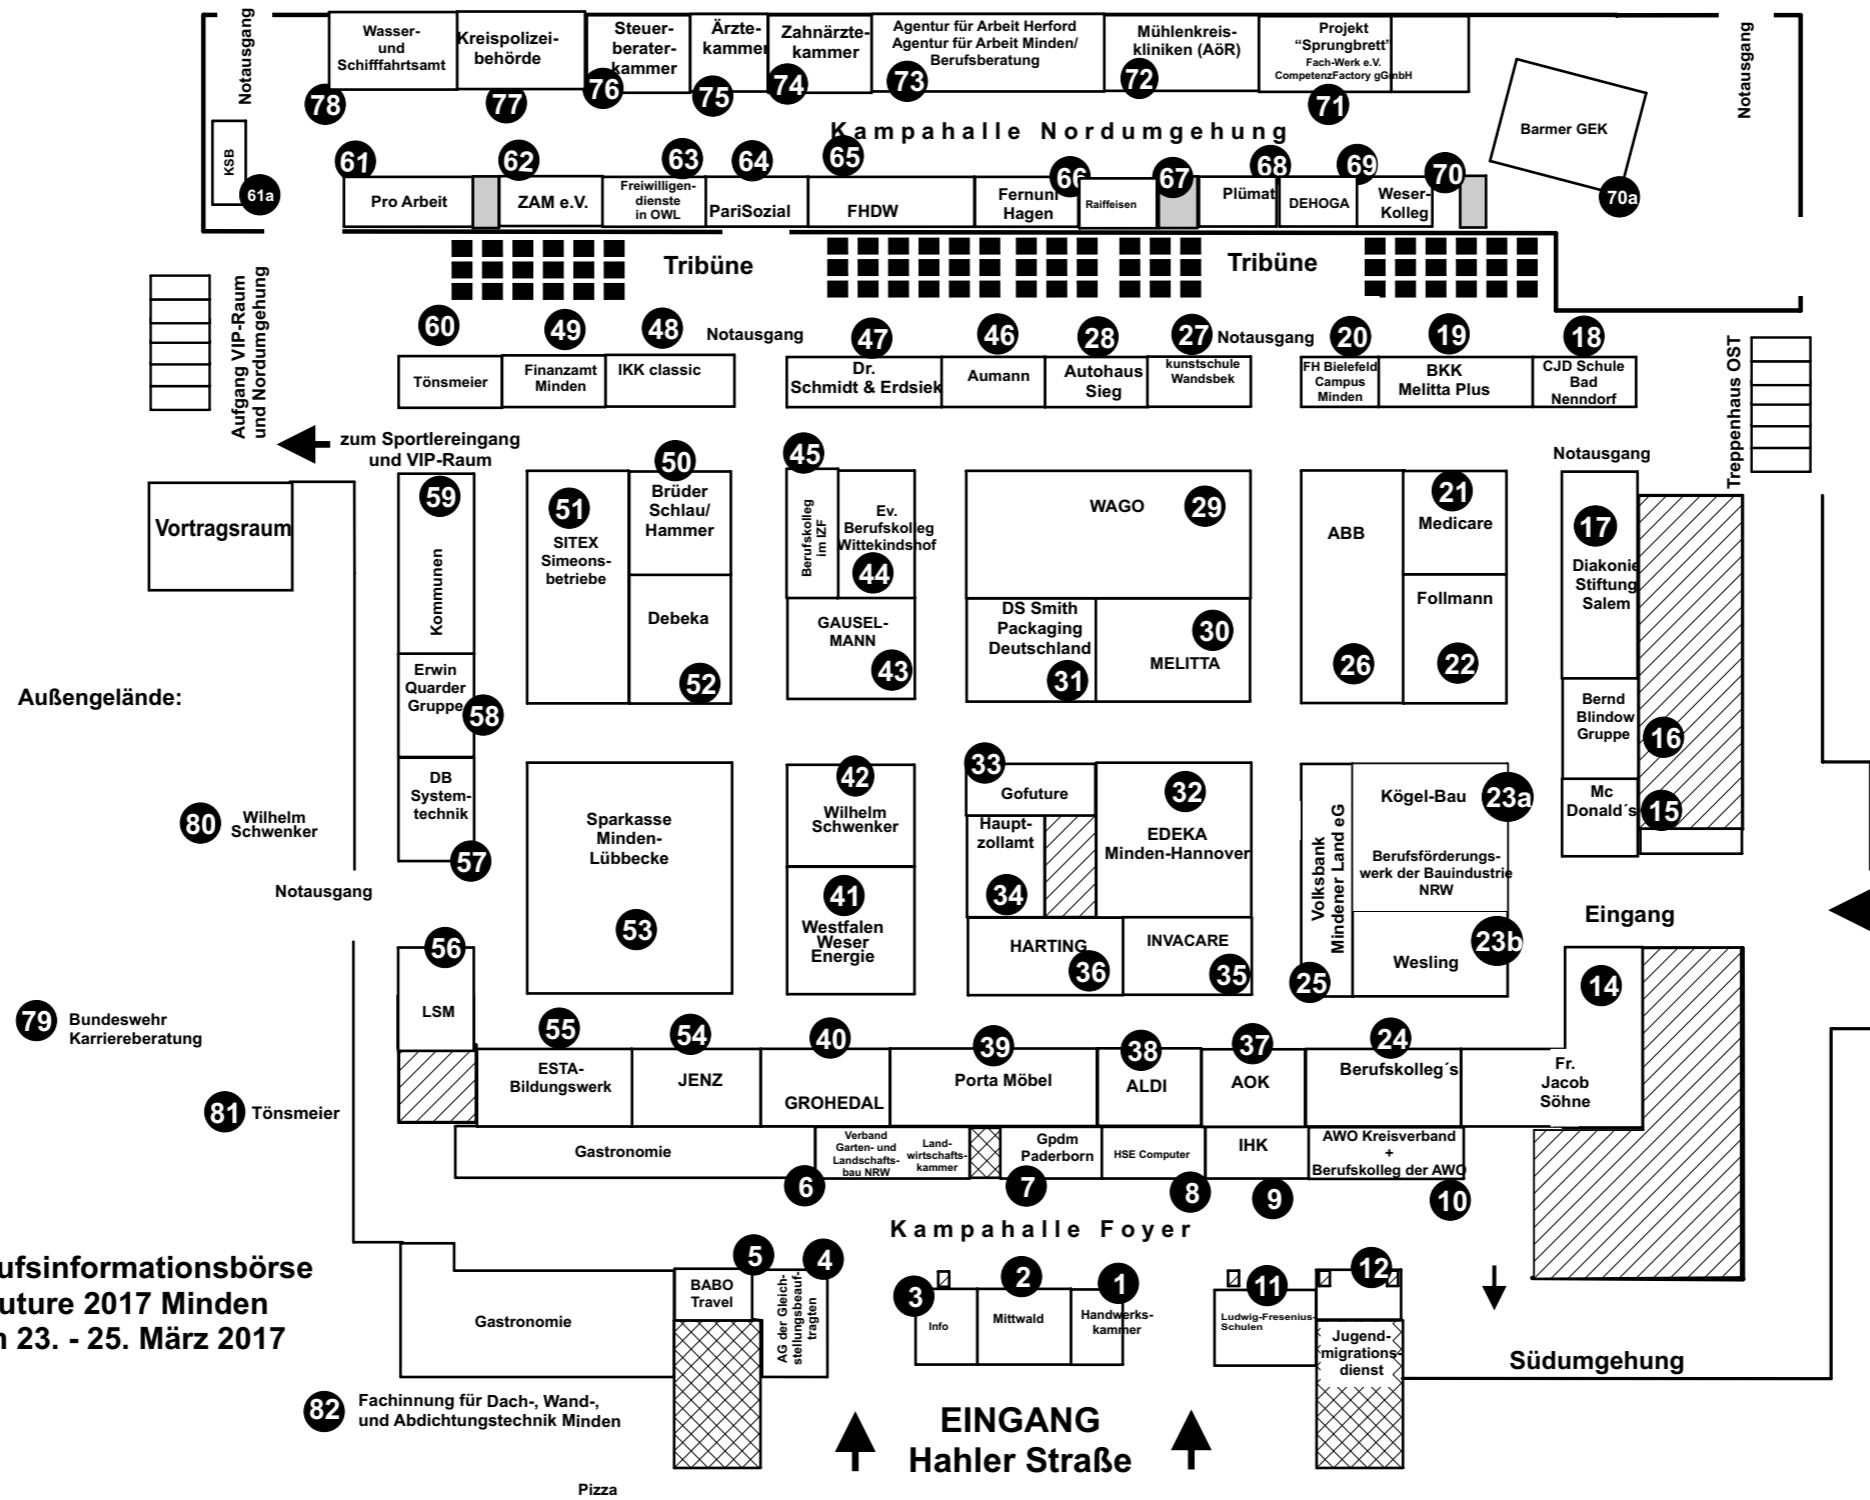 Notausgang
Wasser-
und
Schifffahrtsamt
78
Kreispolizei-
behörde
77
Steuer-
berater-
kammer
76
Ärzte-
kammer
75
Zahnärzte-
kammer
74
Agentur für Arbeit Herford
Agentur für Arbeit Minden/
Berufsberatung
73
Mühlenkreis-
kliniken (AöR)
72
Projekt
“Sprungbrett”
Fach-Werk e.V.
CompetenzFactory gGmbH
71
Notausgang
Barmer GEK
70a
Kampahalle Nordumgehung
KSB
61a
61
Pro Arbeit
62
ZAM e.V.
63
Freiwilligen-
dienste
in OWL
64
PariSozial
65
FHDW
66
Fernuni
Hagen
Raiffeisen
67
68
Plümat
69
DEHOGA
70
Weser-
Kolleg
Tribüne
Tribüne
Aufgang VIP-Raum
und Nordumgehung
60
Tönsmeier
49
Finanzamt
Minden
48
IKK classic
Notausgang
47
Dr.
Schmidt & Erdsiek
46
Aumann
28
Autohaus
Sieg
27
kunstschule
Wandsbek
Notausgang
20
FH Bielefeld
Campus
Minden
19
BKK
Melitta Plus
18
CJD Schule
Bad
Nenndorf
Treppenhaus OST
zum Sportlereingang
und VIP-Raum
Vortragsraum
59
Kommunen
51
SITEX
Simeons-
betriebe
50
Brüder
Schlau/
Hammer
Debeka
52
45
Berufskolleg
im IZF
Ev.
Berufskolleg
Wittekindshof
44
GAUSEL-
MANN
43
WAGO
29
DS Smith
Packaging
Deutschland
31
30
MELITTA
ABB
26
21
Medicare
Follmann
22
Notausgang
17
Diakonie
Stiftung
Salem
Bernd
Blindow
Gruppe
16
Mc
Donald´s
15
Außengelände:
Erwin
Quarder
Gruppe
58
DB
System-
technik
57
80
Wilhelm
Schwenker
Notausgang
Sparkasse
Minden-
Lübbecke
53
42
Wilhelm
Schwenker
41
Westfalen
Weser
Energie
33
Gofuture
Haupt-
zollamt
34
32
EDEKA
Minden-Hannover
HARTING
36
INVACARE
35
Volksbank
Mindener Land eG
25
Kögel-Bau
23a
Berufsförderungs-
werk der Bauindustrie
NRW
23b
Wesling
Eingang
14
Fr.
Jacob
Söhne
56
LSM
79
Bundeswehr
Karriereberatung
81
Tönsmeier
55
ESTA-
Bildungswerk
54
JENZ
40
GROHEDAL
39
Porta Möbel
38
ALDI
37
AOK
24
Berufskolleg´s
Gastronomie
6
Verband
Garten- und
Landschafts-
bau NRW
Land-
wirtschafts-
kammer
Gpdm
Paderborn
7
HSE Computer
8
IHK
9
AWO Kreisverband
+
Berufskolleg der AWO
10
Kampahalle Foyer
ufsinformationsbörse
uture 2017 Minden
23. - 25. März 2017
Gastronomie
5
BABO
Travel
4
AG der Gleich-
stellungsbeauf-
tragten
3
Info
2
Mittwald
1
Handwerks-
kammer
11
Ludwig-Fresenius-
Schulen
12
Jugend-
migrations-
dienst
Südumgehung
82
Fachinnung für Dach-, Wand-,
und Abdichtungstechnik Minden
EINGANG
Hahler Straße
Pizza